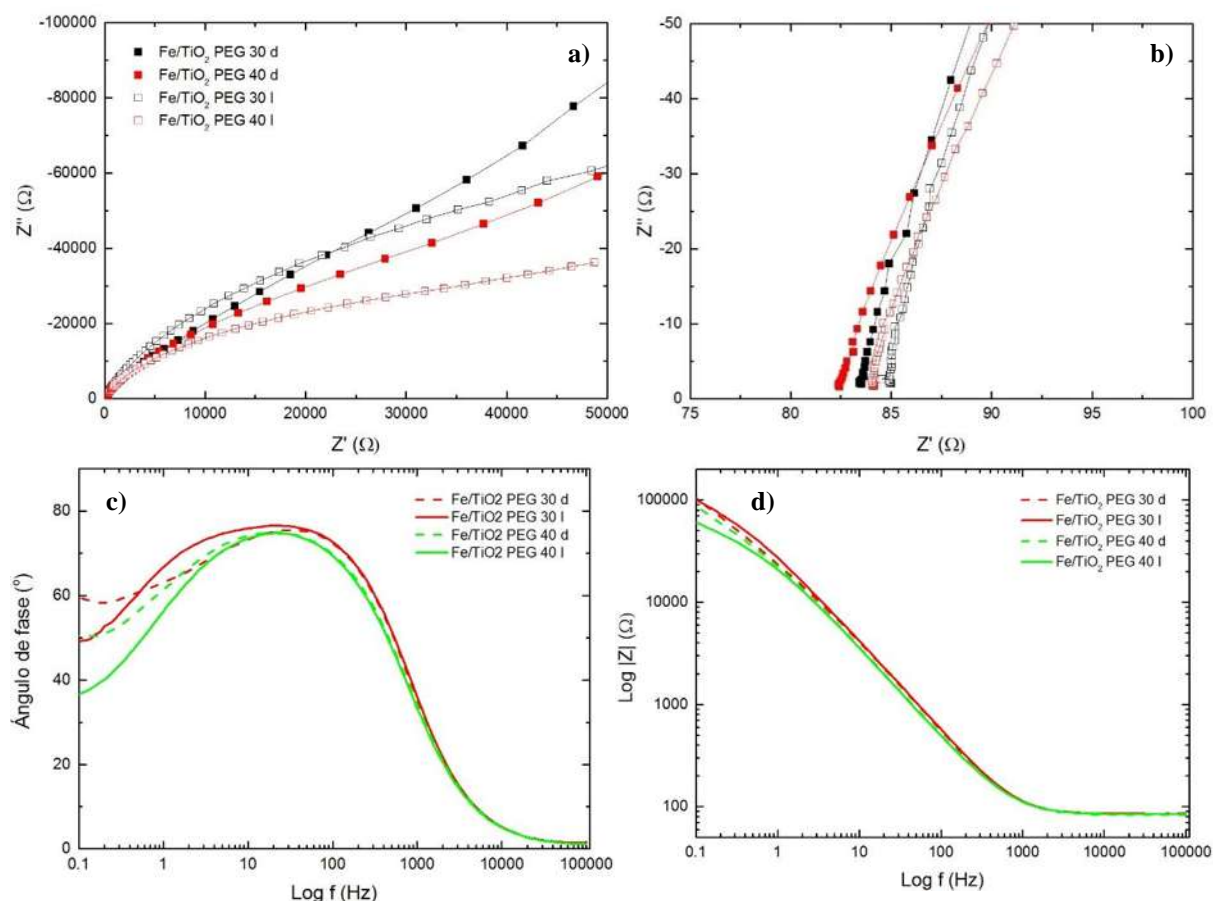 a)
-100000
-80000
-60000
-40000
-20000
0
Z'' (Ω)
Fe/TiO₂ PEG 30 d
Fe/TiO₂ PEG 40 d
Fe/TiO₂ PEG 30 l
Fe/TiO₂ PEG 40 l
0 10000 20000 30000 40000 50000
Z' (Ω)
b)
-50
-40
-30
-20
-10
0
Z'' (Ω)
75 80 85 90 95 100
Z' (Ω)
c)
80
60
40
20
0
Ángulo de fase (°)
Fe/TiO2 PEG 30 d
Fe/TiO2 PEG 30 l
Fe/TiO2 PEG 40 d
Fe/TiO2 PEG 40 l
0.1 1 10 100 1000 10000 100000
Log f (Hz)
d)
100000
10000
1000
100
Log |Z| (Ω)
Fe/TiO₂ PEG 30 d
Fe/TiO₂ PEG 30 l
Fe/TiO₂ PEG 40 d
Fe/TiO₂ PEG 40 l
0.1 1 10 100 1000 10000 100000
Log f (Hz)